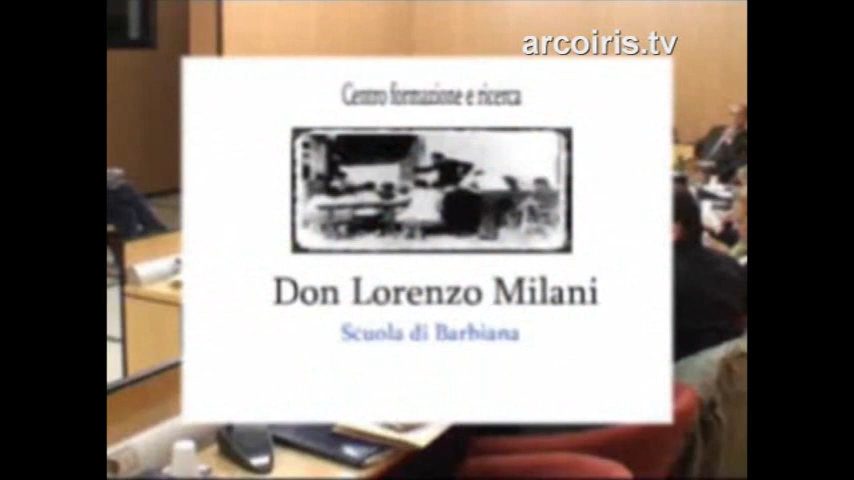 arcoiris.tv
Centro formazione e ricerca
Don Lorenzo Milani
Scuola di Barbiana